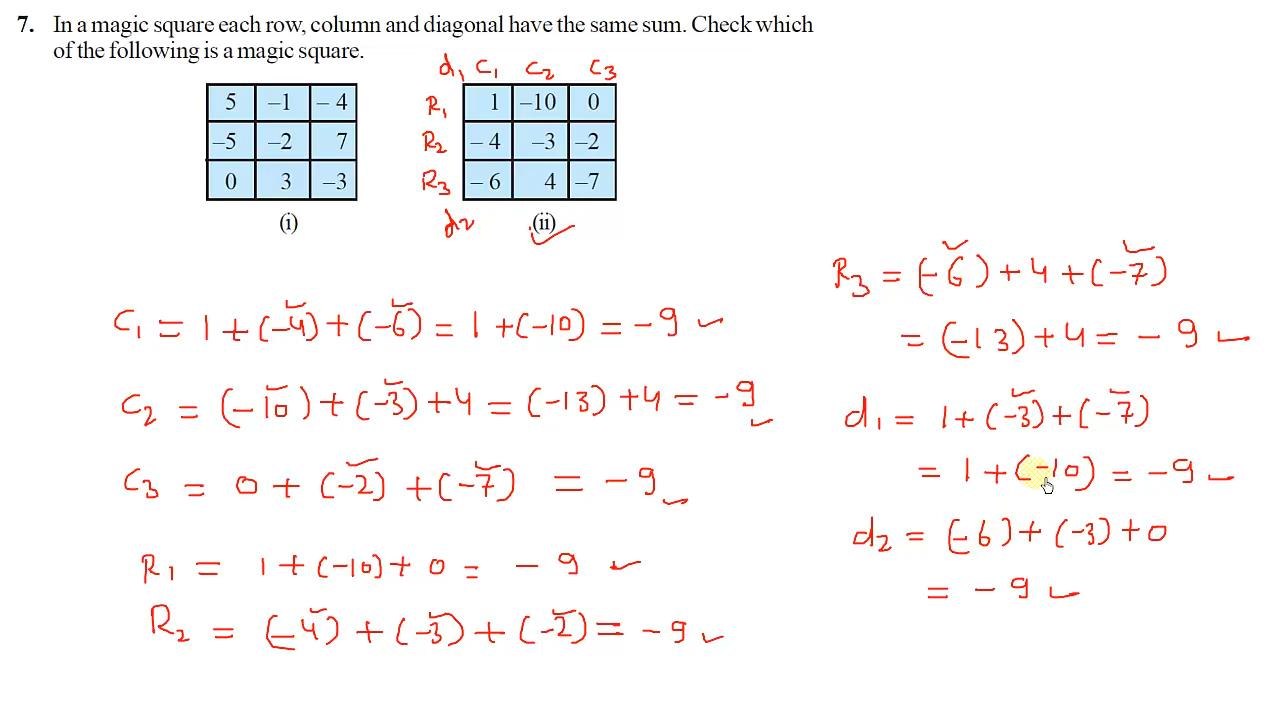 7. In a magic square each row, column and diagonal have the same sum. Check which
of the following is a magic square.
5 –1 – 4
–5 –2 7
0 3 –3
(i)
d1 C1 C2 C3
R1 1 –10 0
R2 – 4 –3 –2
R3 – 6 4 –7
d2 (ii)
C1 = 1 + (-4) + (-6) = 1 + (-10) = -9 ✓
C2 = (-10) + (-3) + 4 = (-13) + 4 = -9 ✓
C3 = 0 + (-2) + (-7) = -9 ✓
R1 = 1 + (-10) + 0 = - 9 ✓
R2 = (-4) + (-3) + (-2) = -9 ✓
R3 = (-6) + 4 + (-7)
= (-13) + 4 = - 9 ✓
d1 = 1 + (-3) + (-7)
= 1 + (-10) = -9 ✓
d2 = (-6) + (-3) + 0
= - 9 ✓